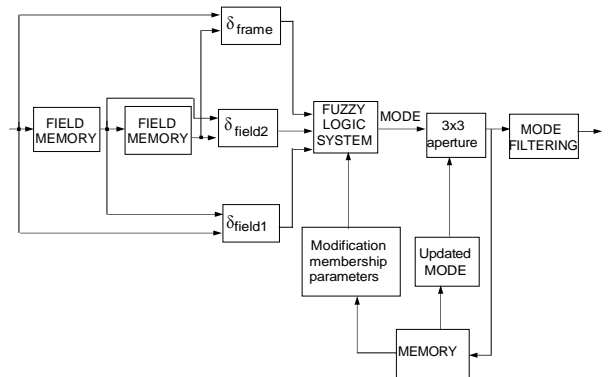 δframe
FIELD
MEMORY
FIELD
MEMORY
δfield2
δfield1
FUZZY
LOGIC
SYSTEM
MODE
3x3
aperture
MODE
FILTERING
Modification
membership
parameters
Updated
MODE
MEMORY